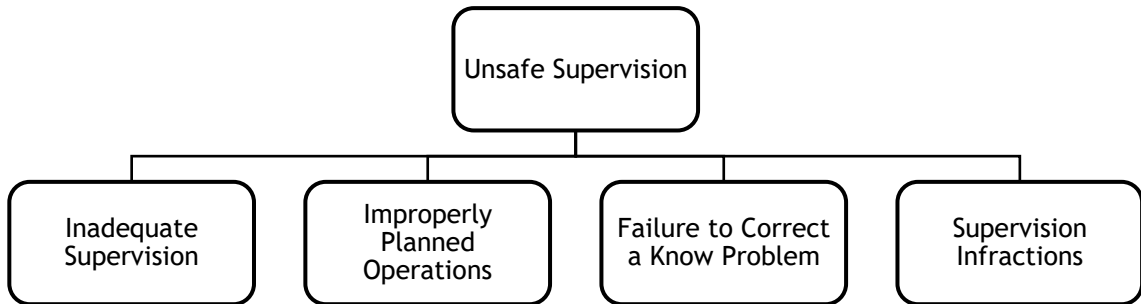 Unsafe Supervision
Inadequate
Supervision
Improperly
Planned
Operations
Failure to Correct
a Know Problem
Supervision
Infractions